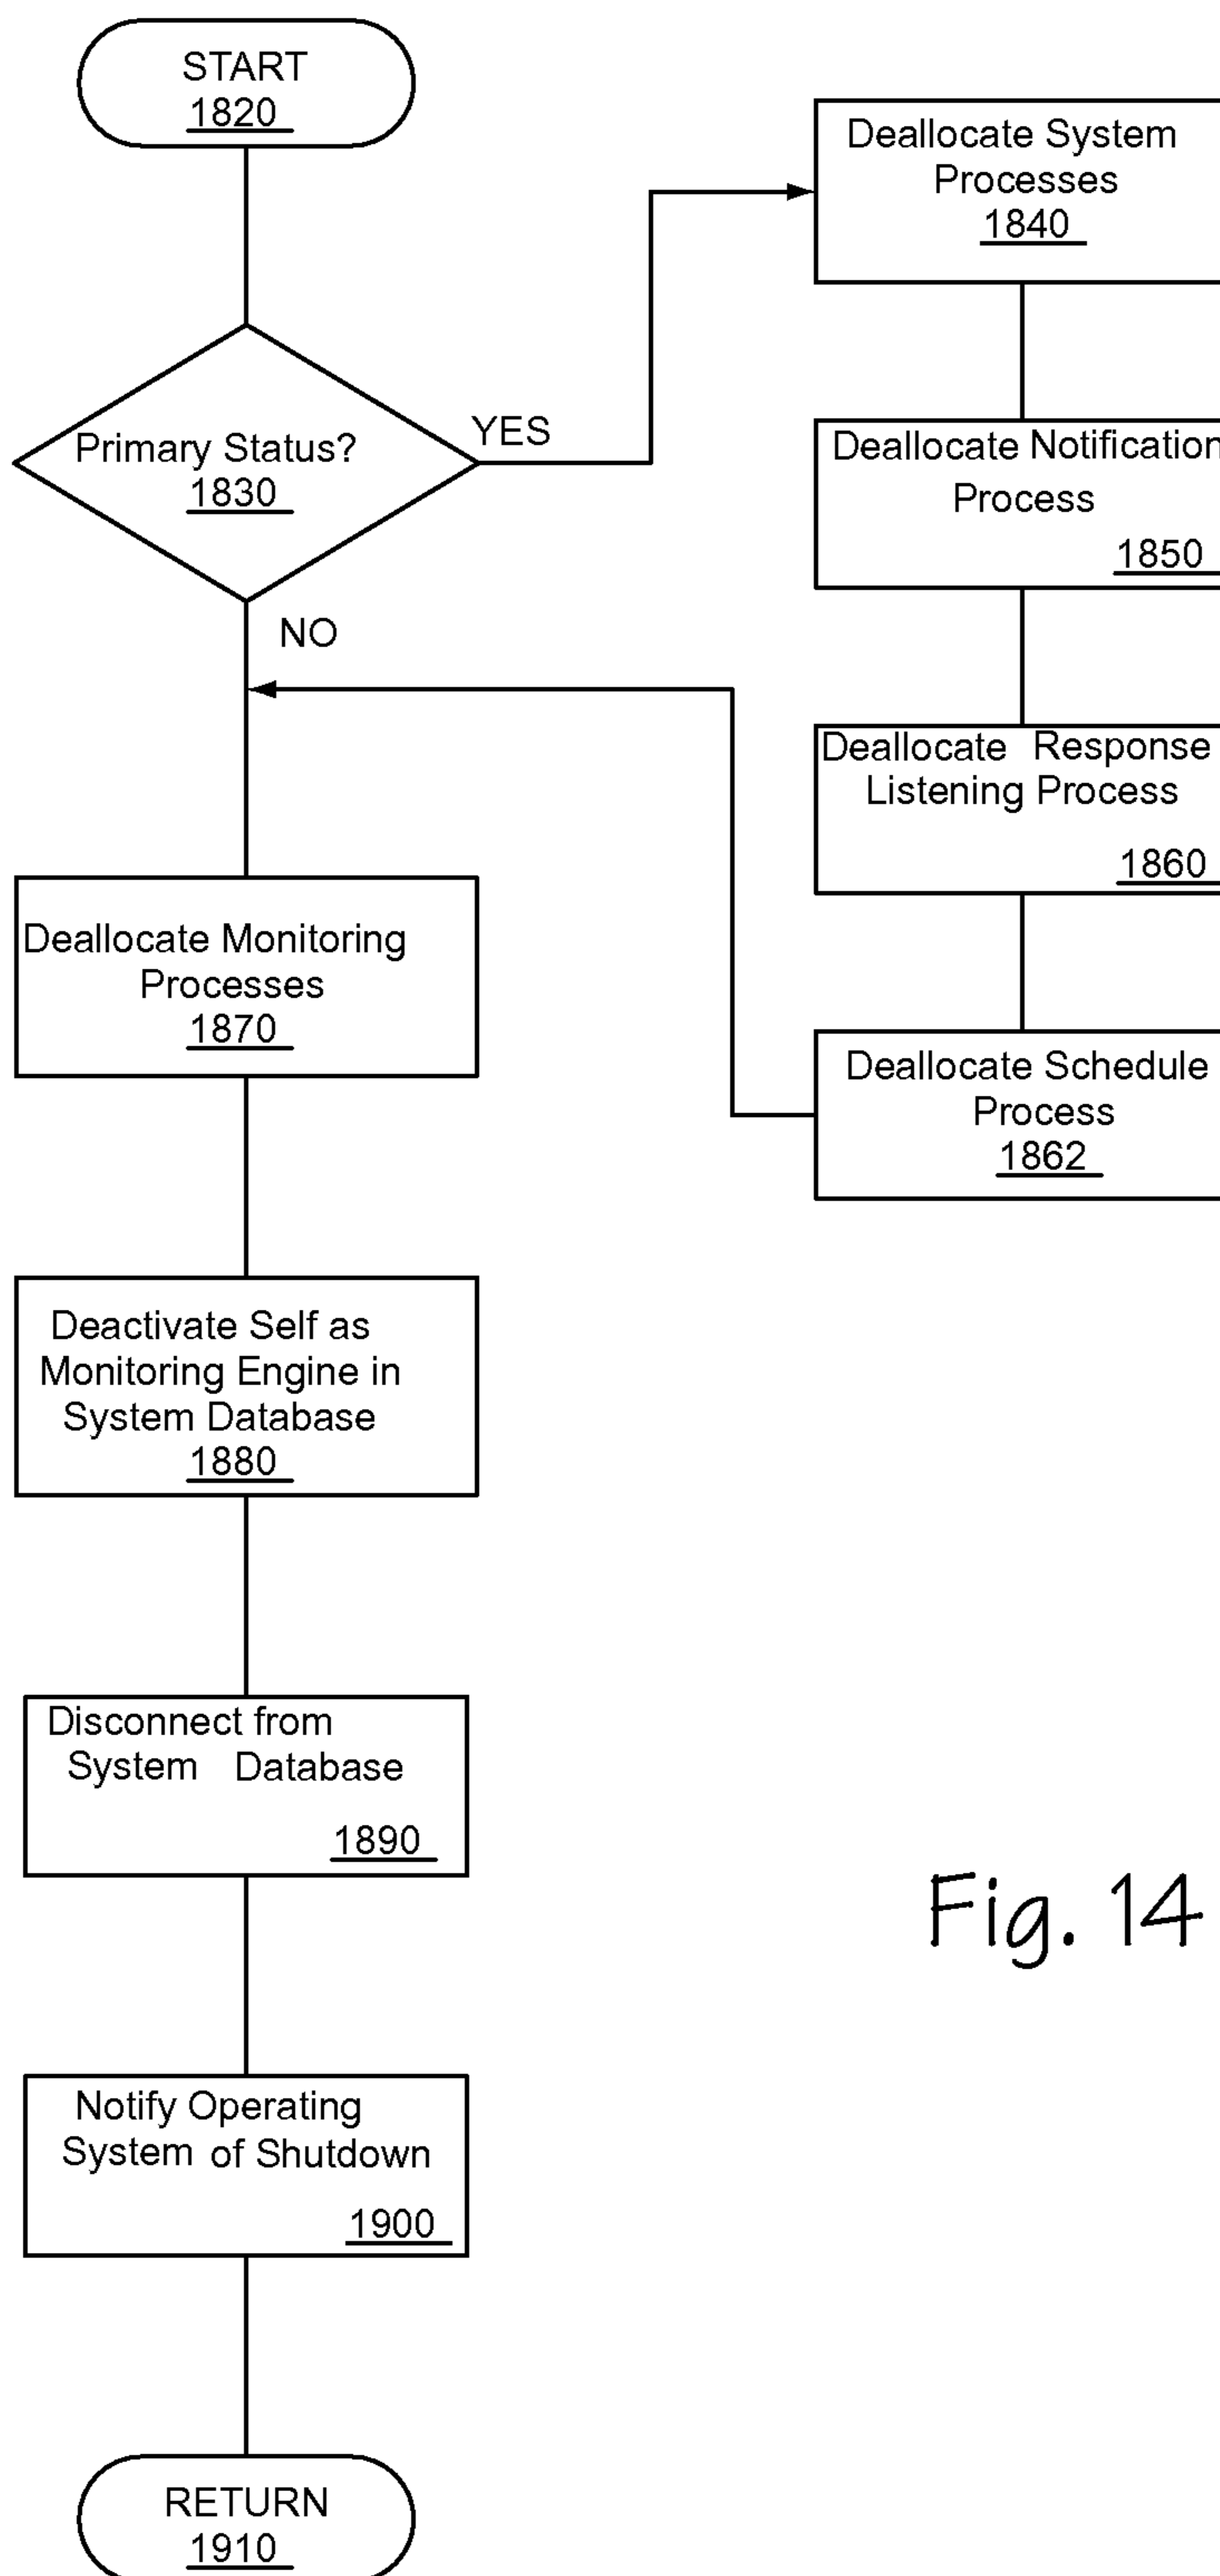 START
1820
Primary Status?
1830
YES
NO
Deallocate System
Processes
1840
Deallocate Notification
Process
1850
Deallocate Response
Listening Process
1860
Deallocate Schedule
Process
1862
Deallocate Monitoring
Processes
1870
Deactivate Self as
Monitoring Engine in
System Database
1880
Disconnect from
System Database
1890
Notify Operating
System of Shutdown
1900
RETURN
1910
Fig. 14